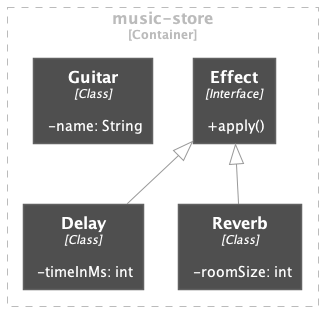 music-store
[Container]
Guitar
[Class]
-name: String
Effect
[Interface]
+apply()
Delay
[Class]
-timeInMs: int
Reverb
[Class]
-roomSize: int